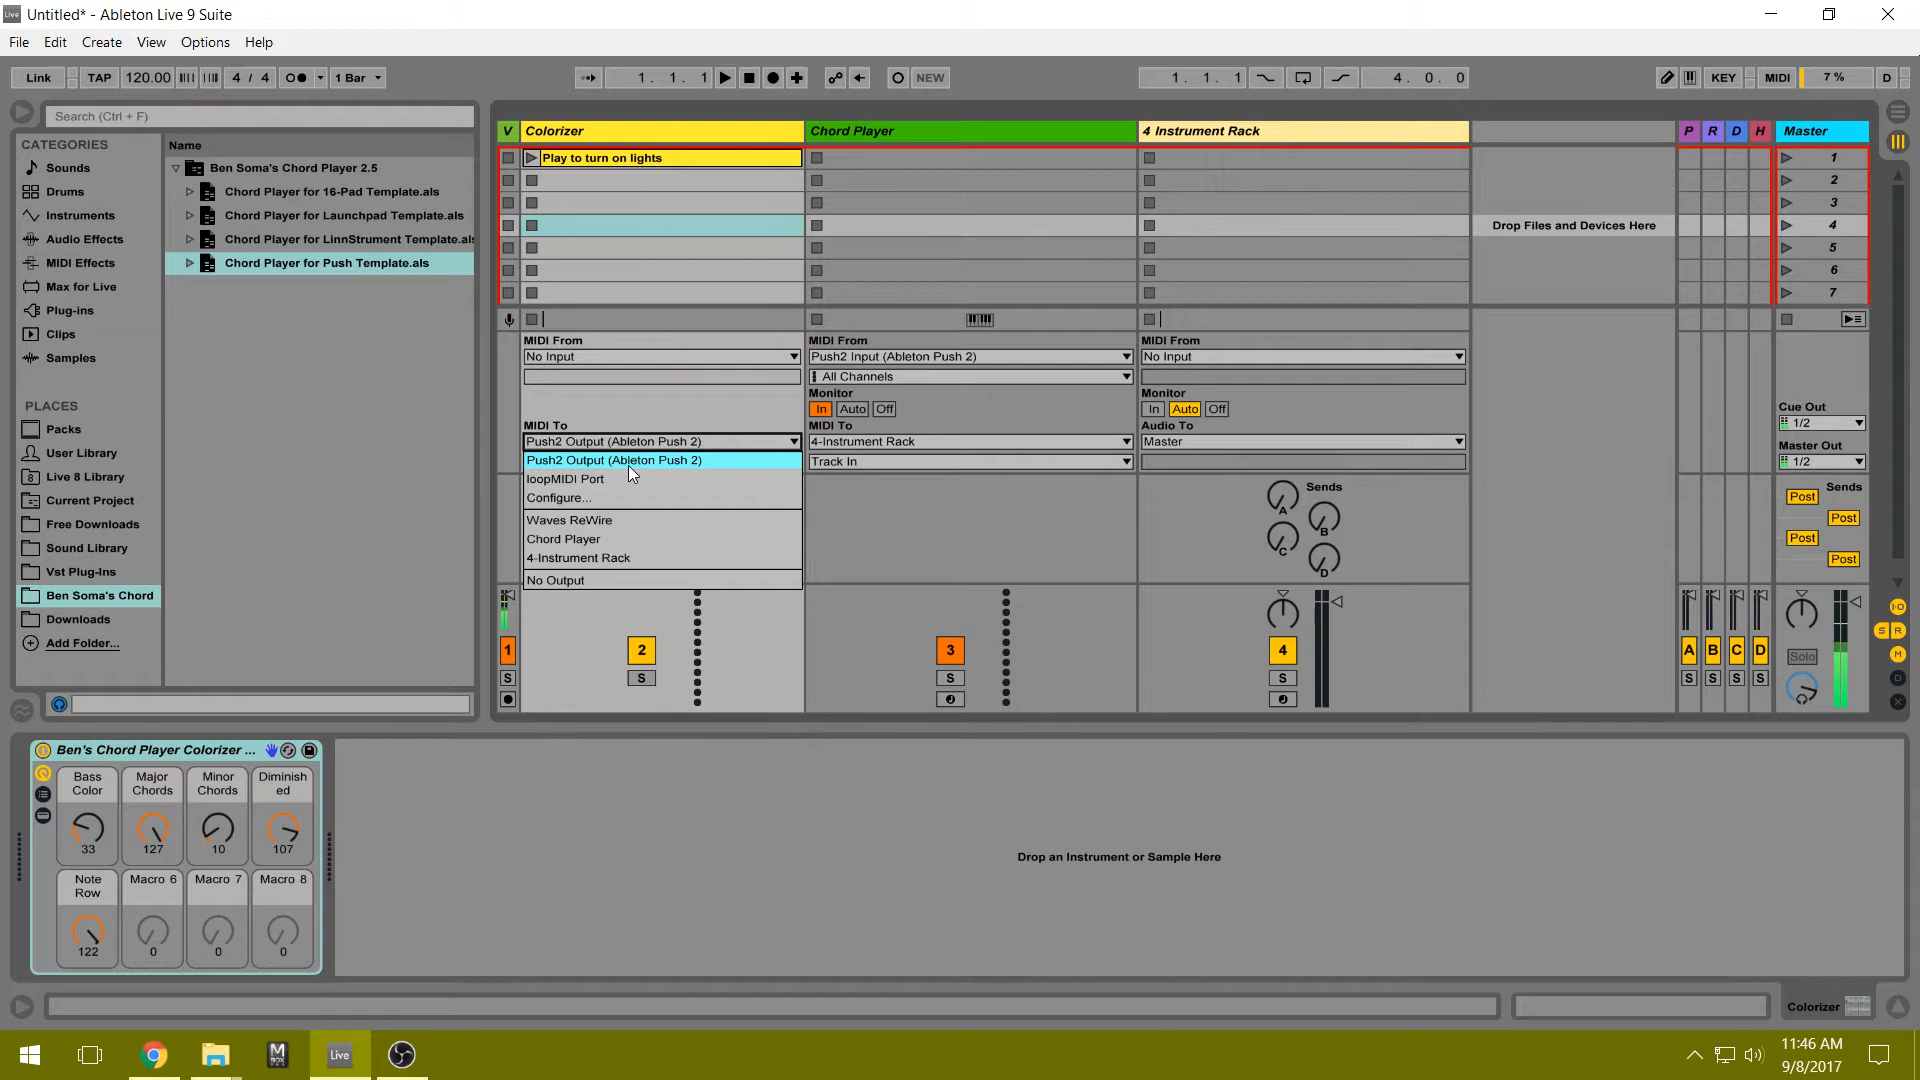 Live Untitled* - Ableton Live 9 Suite
File Edit Create View Options Help
Link TAP 120.00 4 / 4 1 Bar 1. 1. 1 NEW 1. 1. 1 4. 0. 0 KEY MIDI 7 % D
Search (Ctrl + F)
CATEGORIES
Sounds
Drums
Instruments
Audio Effects
MIDI Effects
Max for Live
Plug-ins
Clips
Samples
PLACES
Packs
User Library
Live 8 Library
Current Project
Free Downloads
Sound Library
Vst Plug-Ins
Ben Soma's Chord
Downloads
Add Folder...
Name
Ben Soma's Chord Player 2.5
Chord Player for 16-Pad Template.als
Chord Player for Launchpad Template.als
Chord Player for LinnStrument Template.als
Chord Player for Push Template.als
V Colorizer Chord Player 4 Instrument Rack P R D H Master
Play to turn on lights 1
2
3
Drop Files and Devices Here 4
5
6
7
MIDI From
No Input
MIDI To
Push2 Output (Ableton Push 2)
Push2 Output (Ableton Push 2)
loopMIDI Port
Configure...
Waves ReWire
Chord Player
4-Instrument Rack
No Output
MIDI From
Push2 Input (Ableton Push 2)
All Channels
Monitor
In Auto Off
MIDI To
4-Instrument Rack
Track In
MIDI From
No Input
Monitor
In Auto Off
Audio To
Master
Sends
A
B
C
D
Cue Out
1/2
Master Out
1/2
Sends
Post
Post
Post
Post
1 2 3 4 A B C D Solo
S S S S S S S S
I·O
S R
M
D
X
Ben's Chord Player Colorizer ...
Bass Color Major Chords Minor Chords Diminish ed
33 127 10 107
Note Row Macro 6 Macro 7 Macro 8
122 0 0 0
Drop an Instrument or Sample Here
Colorizer
M BOX Live
11:46 AM
9/8/2017